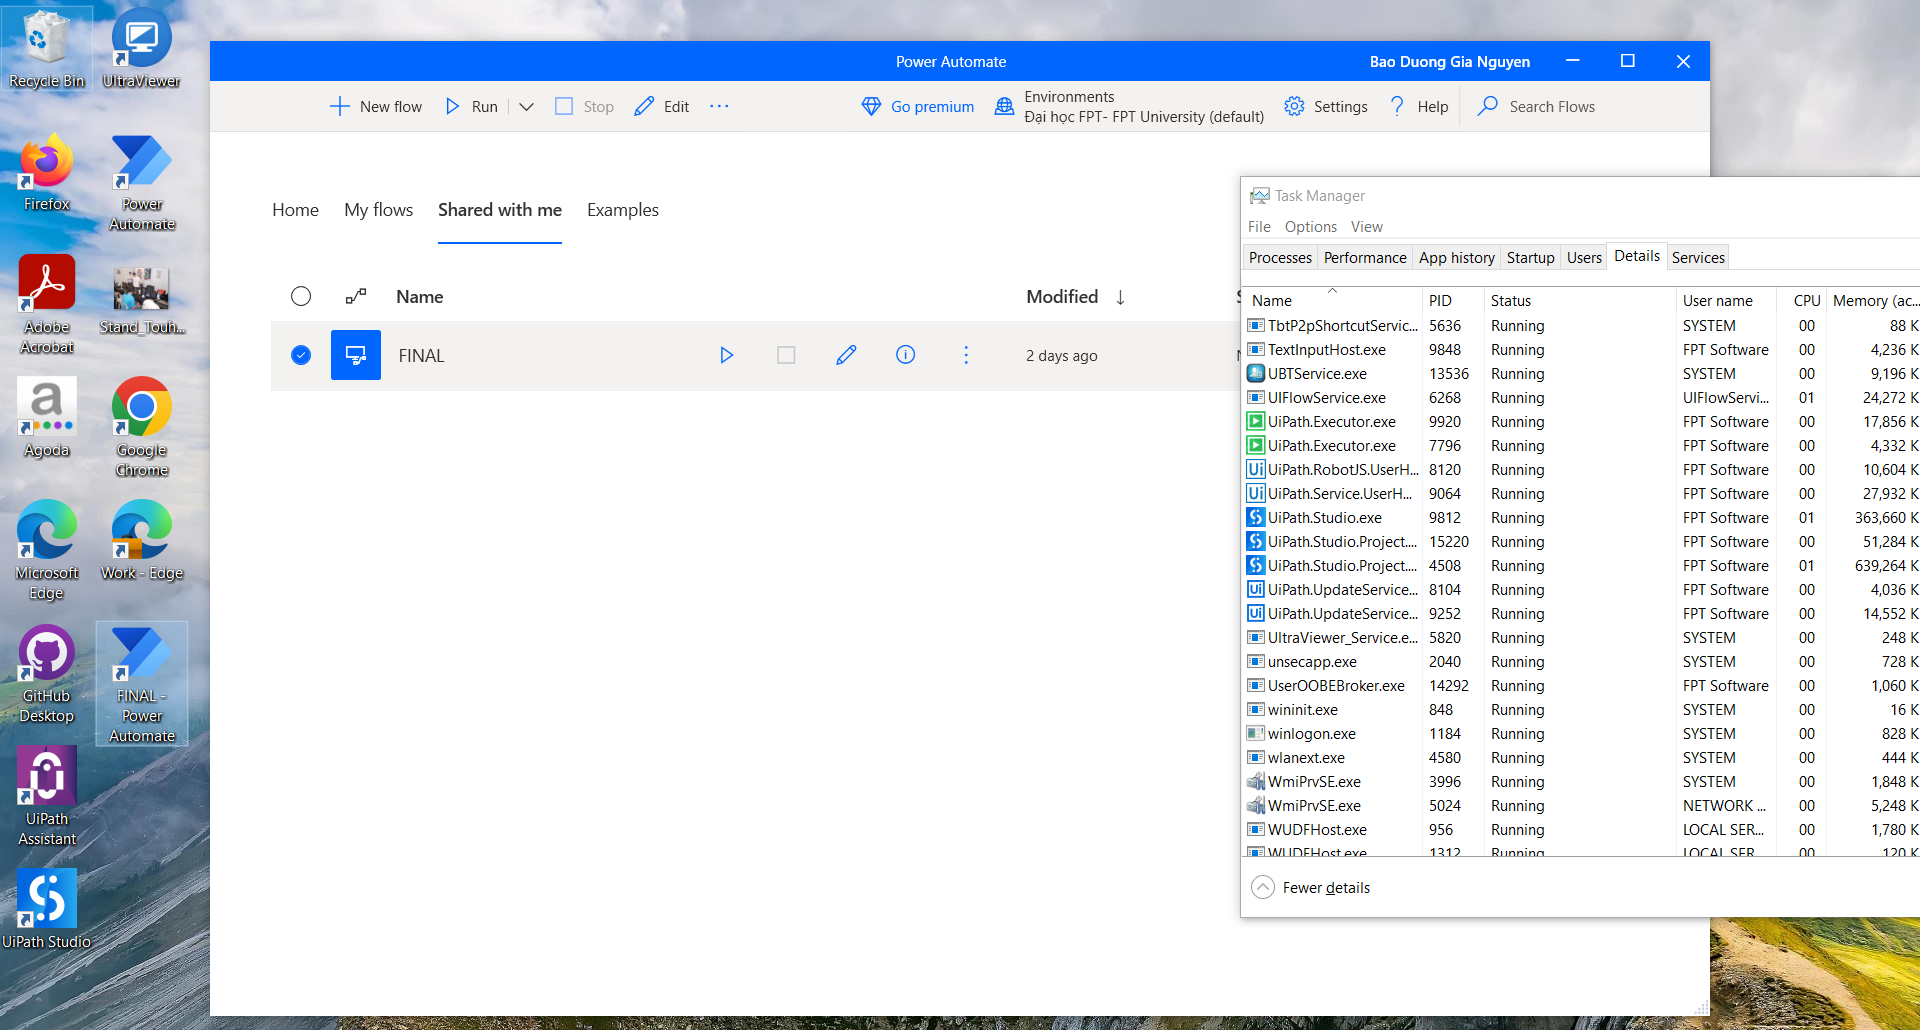 Recycle Bin
UltraViewer
Firefox
Power
Automate
Adobe
Acrobat
Stand_Touh...
Agoda
Google
Chrome
Microsoft
Edge
Work - Edge
GitHub
Desktop
FINAL -
Power
Automate
UiPath
Assistant
UiPath Studio
Power Automate
Bao Duong Gia Nguyen
New flow
Run
Stop
Edit
Go premium
Environments
Đại học FPT- FPT University (default)
Settings
Help
Search Flows
Home
My flows
Shared with me
Examples
Name
Modified
FINAL
2 days ago
Task Manager
File Options View
Processes Performance App history Startup Users Details Services
Name PID Status User name CPU Memory (ac...
TbtP2pShortcutServic... 5636 Running SYSTEM 00 88 K
TextInputHost.exe 9848 Running FPT Software 00 4,236 K
UBTService.exe 13536 Running SYSTEM 00 9,196 K
UIFlowService.exe 6268 Running UIFlowServi... 01 24,272 K
UiPath.Executor.exe 9920 Running FPT Software 00 17,856 K
UiPath.Executor.exe 7796 Running FPT Software 00 4,332 K
UiPath.RobotJS.UserH... 8120 Running FPT Software 00 10,604 K
UiPath.Service.UserH... 9064 Running FPT Software 00 27,932 K
UiPath.Studio.exe 9812 Running FPT Software 01 363,660 K
UiPath.Studio.Project.... 15220 Running FPT Software 00 51,284 K
UiPath.Studio.Project.... 4508 Running FPT Software 01 639,264 K
UiPath.UpdateService... 8104 Running FPT Software 00 4,036 K
UiPath.UpdateService... 9252 Running FPT Software 00 14,552 K
UltraViewer_Service.e... 5820 Running SYSTEM 00 248 K
unsecapp.exe 2040 Running SYSTEM 00 728 K
UserOOBEBroker.exe 14292 Running FPT Software 00 1,060 K
wininit.exe 848 Running SYSTEM 00 16 K
winlogon.exe 1184 Running SYSTEM 00 828 K
wlanext.exe 4580 Running SYSTEM 00 444 K
WmiPrvSE.exe 3996 Running SYSTEM 00 1,848 K
WmiPrvSE.exe 5024 Running NETWORK ... 00 5,248 K
WUDFHost.exe 956 Running LOCAL SER... 00 1,780 K
WUDFHost.exe 1312 Running LOCAL SER... 00 120 K
Fewer details